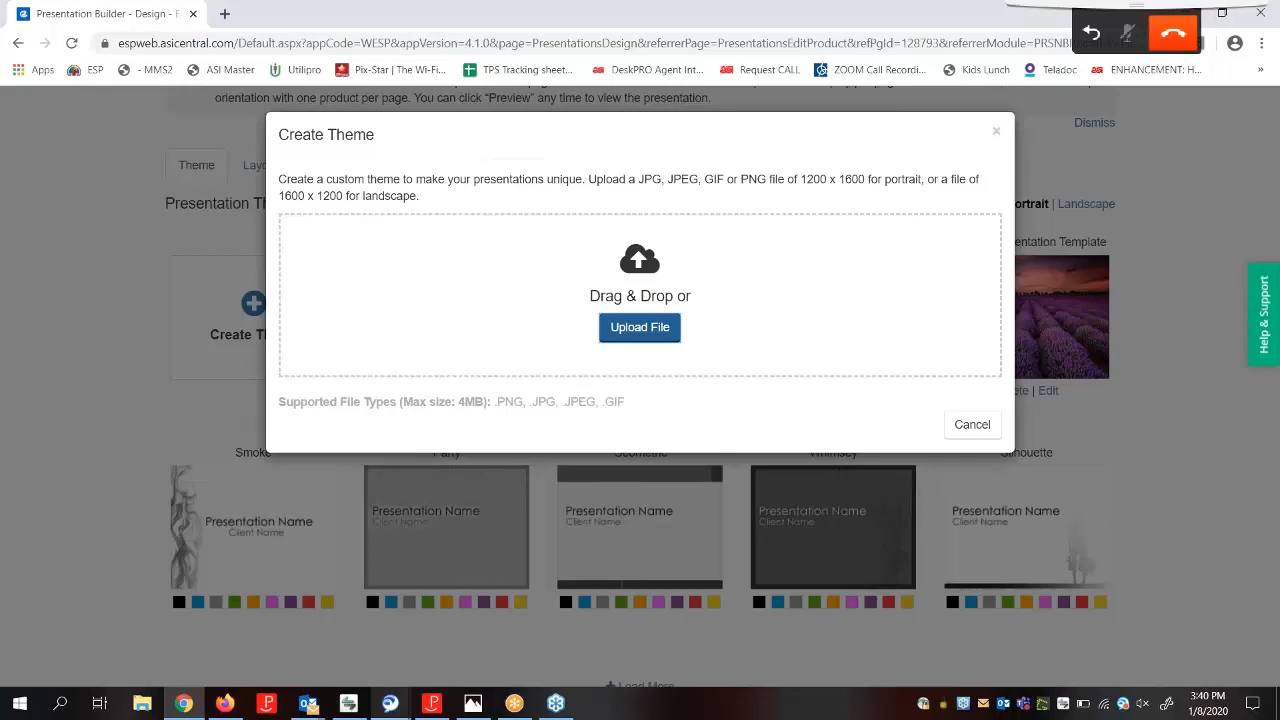 Presentation Builder - Design - E
espweb.asicentral.com/Default.aspx?appCode=
appVersion=4.1.
page=PresentationsDesign&referrerPage=PresentationsEditProduct&refPgId=128793&referrerModule=PRSNB
Apps
ESP
- MMS2
ASI Master
Utilipro
Pix-Star The Wi-Fi...
TPS Tracking sheet...
DeskPRO Agent Int...
Request CALL
ZOOM Call Recordi...
Kids Lunch
Teladoc
ENHANCEMENT: H...
»
orientation with one product per page. You can click “Preview” any time to view the presentation.
Dismiss
Create Theme
×
Theme
Layo
Create a custom theme to make your presentations unique. Upload a JPG, JPEG, GIF or PNG file of 1200 x 1600 for portrait, or a file of
1600 x 1200 for landscape.
Presentation Th
ortrait | Landscape
entation Template
Drag & Drop or
Upload File
Create T
Help & Support
ete | Edit
Supported File Types (Max size: 4MB): .PNG, .JPG, .JPEG, .GIF
Cancel
Smoke
Party
Geometric
Whimsey
Silhouette
Presentation Name
Client Name
Presentation Name
Client Name
Presentation Name
Client Name
Presentation Name
Client Name
Presentation Name
Client Name
Load More
3:40 PM
1/8/2020